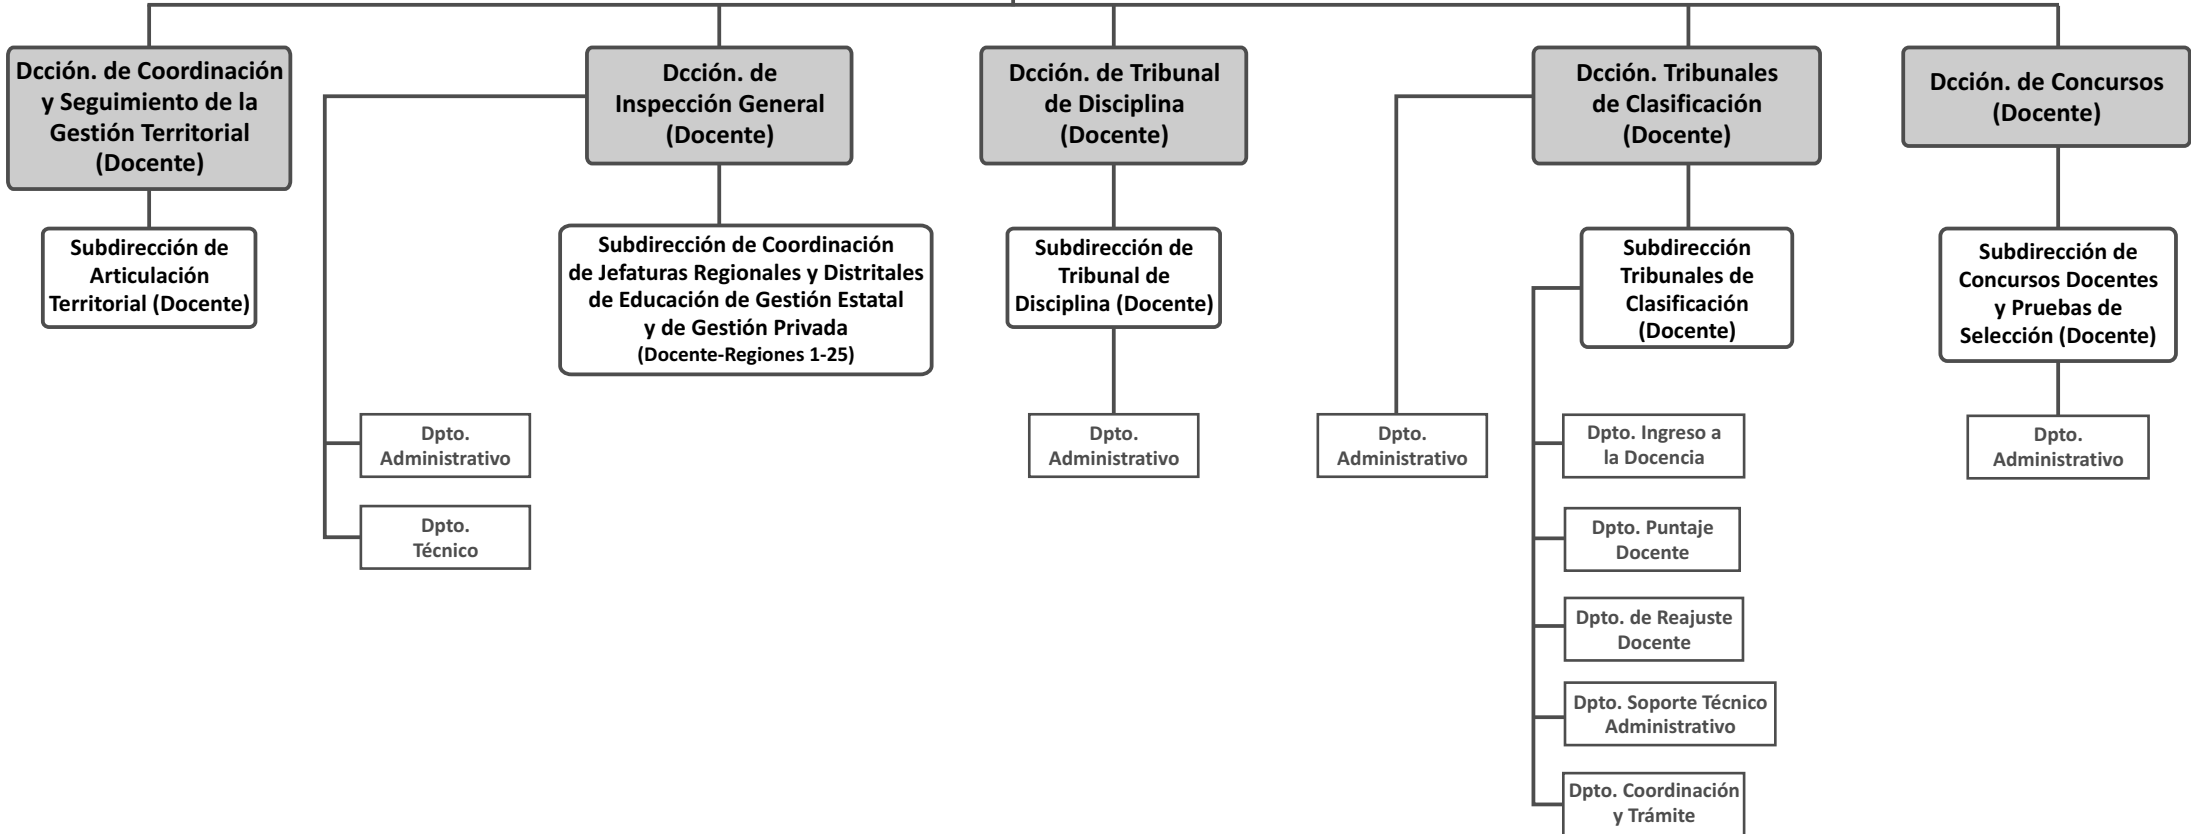 Dcción. de Coordinación
y Seguimiento de la
Gestión Territorial
(Docente)
Dcción. de
Inspección General
(Docente)
Dcción. de Tribunal
de Disciplina
(Docente)
Dcción. Tribunales
de Clasificación
(Docente)
Dcción. de Concursos
(Docente)
Subdirección de
Articulación
Territorial (Docente)
Subdirección de Coordinación
de Jefaturas Regionales y Distritales
de Educación de Gestión Estatal
y de Gestión Privada
(Docente-Regiones 1-25)
Subdirección de
Tribunal de
Disciplina (Docente)
Subdirección
Tribunales de
Clasificación
(Docente)
Subdirección de
Concursos Docentes
y Pruebas de
Selección (Docente)
Dpto.
Administrativo
Dpto.
Técnico
Dpto.
Administrativo
Dpto.
Administrativo
Dpto. Ingreso a
la Docencia
Dpto. Puntaje
Docente
Dpto. de Reajuste
Docente
Dpto. Soporte Técnico
Administrativo
Dpto. Coordinación
y Trámite
Dpto.
Administrativo